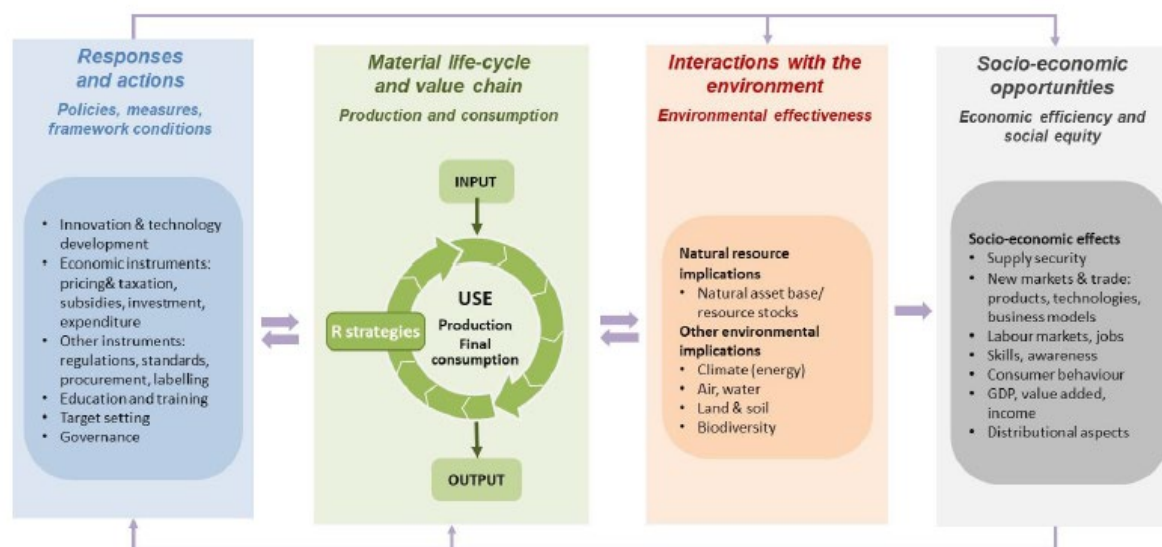 Responses
and actions
Policies, measures,
framework conditions
• Innovation & technology
development
• Economic instruments:
pricing& taxation,
subsidies, investment,
expenditure
• Other instruments:
regulations, standards,
procurement, labelling
• Education and training
• Target setting
• Governance
Material life-cycle
and value chain
Production and consumption
INPUT
USE
R strategies
Production
Final
consumption
OUTPUT
Interactions with the
environment
Environmental effectiveness
Natural resource
implications
• Natural asset base/
resource stocks
Other environmental
implications
• Climate (energy)
• Air, water
• Land & soil
• Biodiversity
Socio-economic
opportunities
Economic efficiency and
social equity
Socio-economic effects
• Supply security
• New markets & trade:
products, technologies,
business models
• Labour markets, jobs
• Skills, awareness
• Consumer behaviour
• GDP, value added,
income
• Distributional aspects